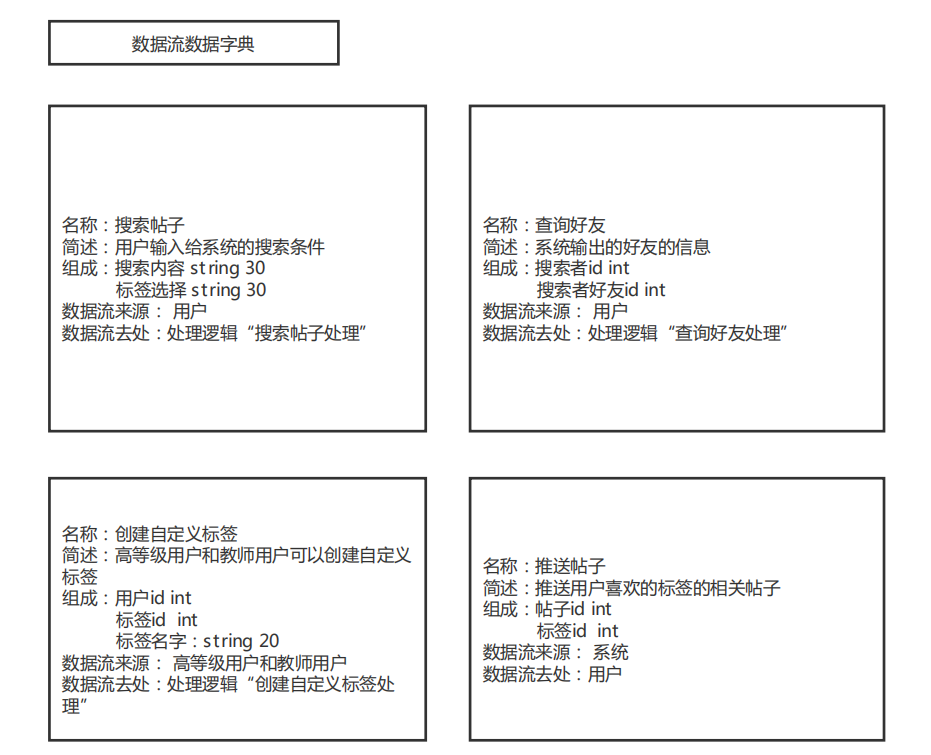 数据流数据字典
名称：搜索帖子
简述：用户输入给系统的搜索条件
组成：搜索内容 string 30
标签选择 string 30
数据流来源： 用户
数据流去处：处理逻辑“搜索帖子处理”
名称：查询好友
简述：系统输出的好友的信息
组成：搜索者id int
搜索者好友id int
数据流来源： 用户
数据流去处：处理逻辑“查询好友处理”
名称：创建自定义标签
简述：高等级用户和教师用户可以创建自定义
标签
组成：用户id int
标签id  int
标签名字：string 20
数据流来源： 高等级用户和教师用户
数据流去处：处理逻辑“创建自定义标签处
理”
名称：推送帖子
简述：推送用户喜欢的标签的相关帖子
组成：帖子id int
标签id  int
数据流来源： 系统
数据流去处：用户